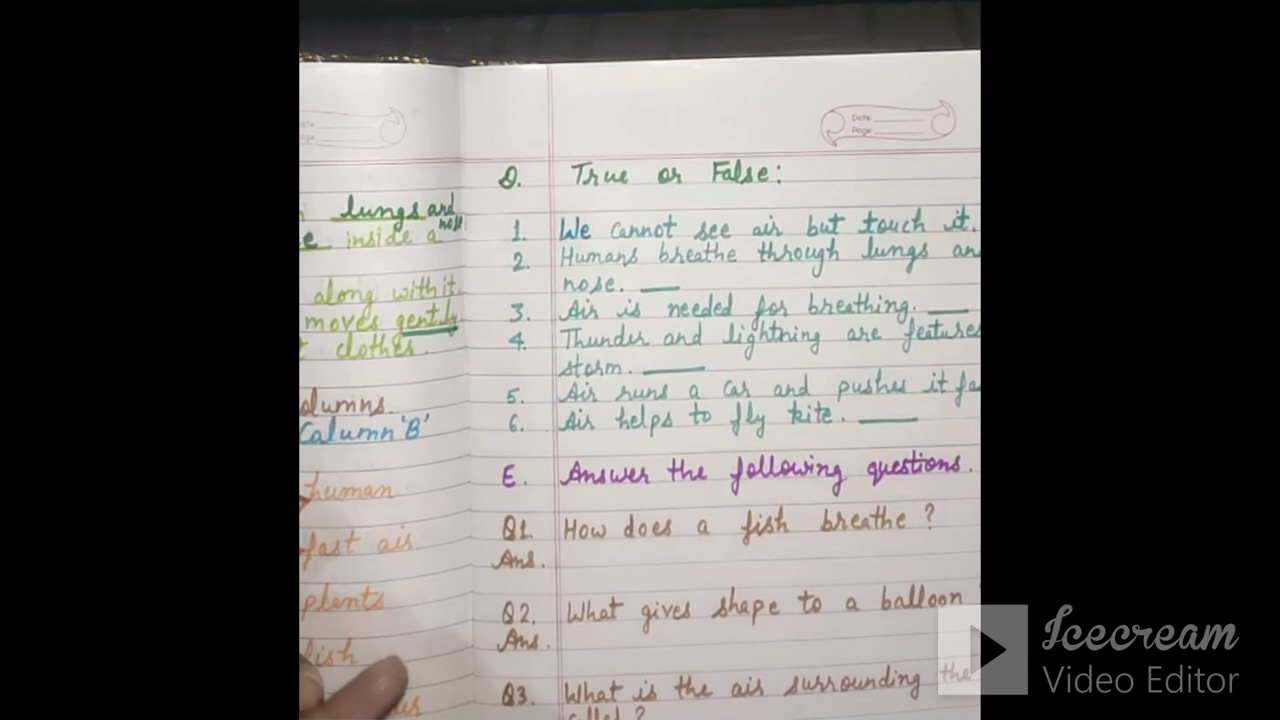 Date
Page
lungs and
nose
inside a
along with it.
moves gently
clothes.
Column 'B'
human
fast air
plants
fish
Date
Page
D. True or False:
1. We cannot see air but touch it.
2. Humans breathe through lungs
nose.
3. Air is needed for breathing.
4. Thunder and lightning are features
storm.
5. Air runs a car and pushes it
6. Air helps to fly kite.
E. Answer the following questions.
Q1. How does a fish breathe?
Ans.
Q2. What gives shape to a balloon
Ans.
Q3. What is the air surrounding the
called?
Icecream
Video Editor